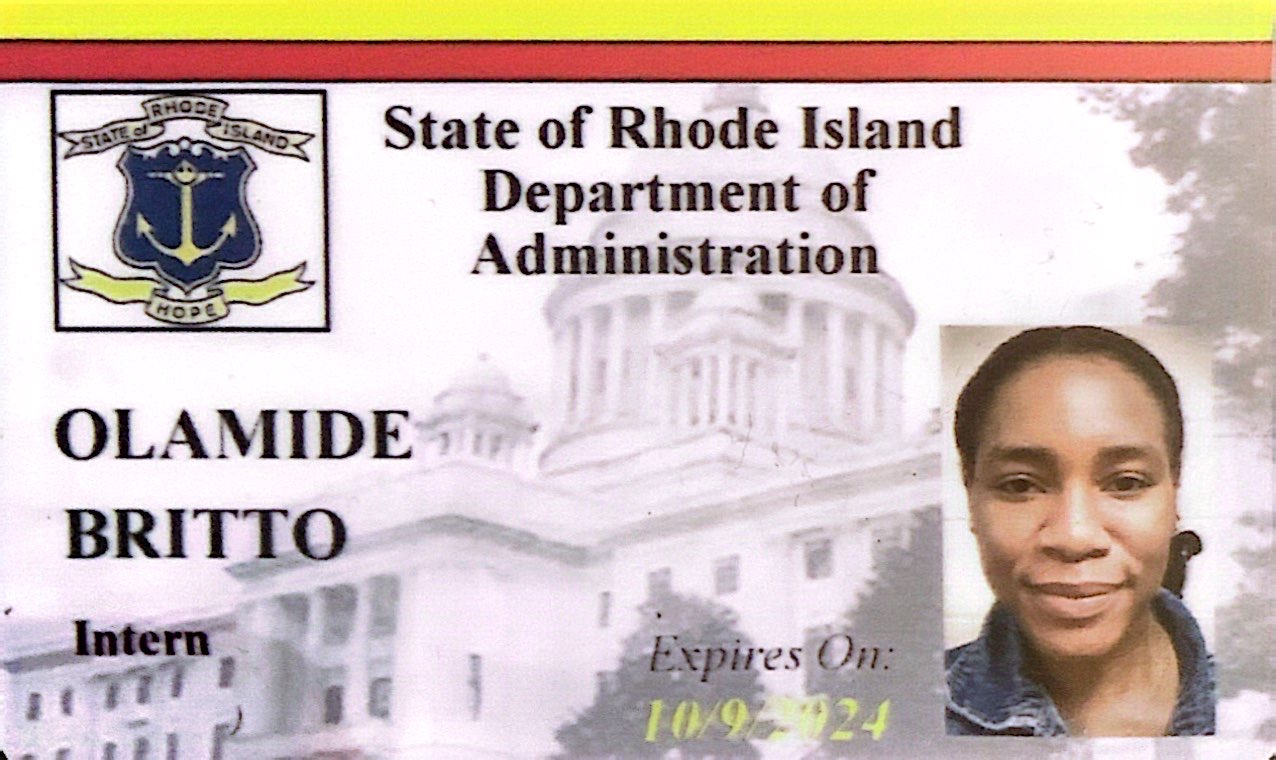 STATE of RHODE ISLAND
HOPE
State of Rhode Island
Department of
Administration
OLAMIDE
BRITTO
Intern
Expires On:
10/9/2024